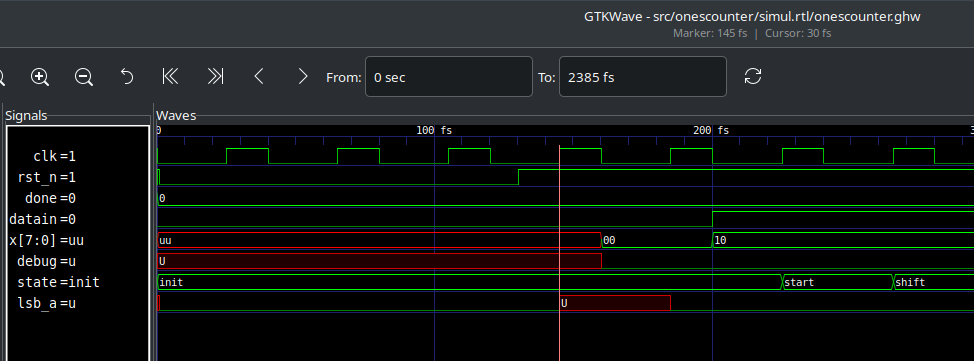 GTKWave - src/onescounter/simul.rtl/onescounter.ghw
Marker: 145 fs | Cursor: 30 fs
From: 0 sec To: 2385 fs
Signals Waves
0 100 fs 200 fs
clk=1
rst_n=1
done=0 0
datain=0
x[7:0]=uu uu 00 10
debug=u U
state=init init start shift
lsb_a=u U